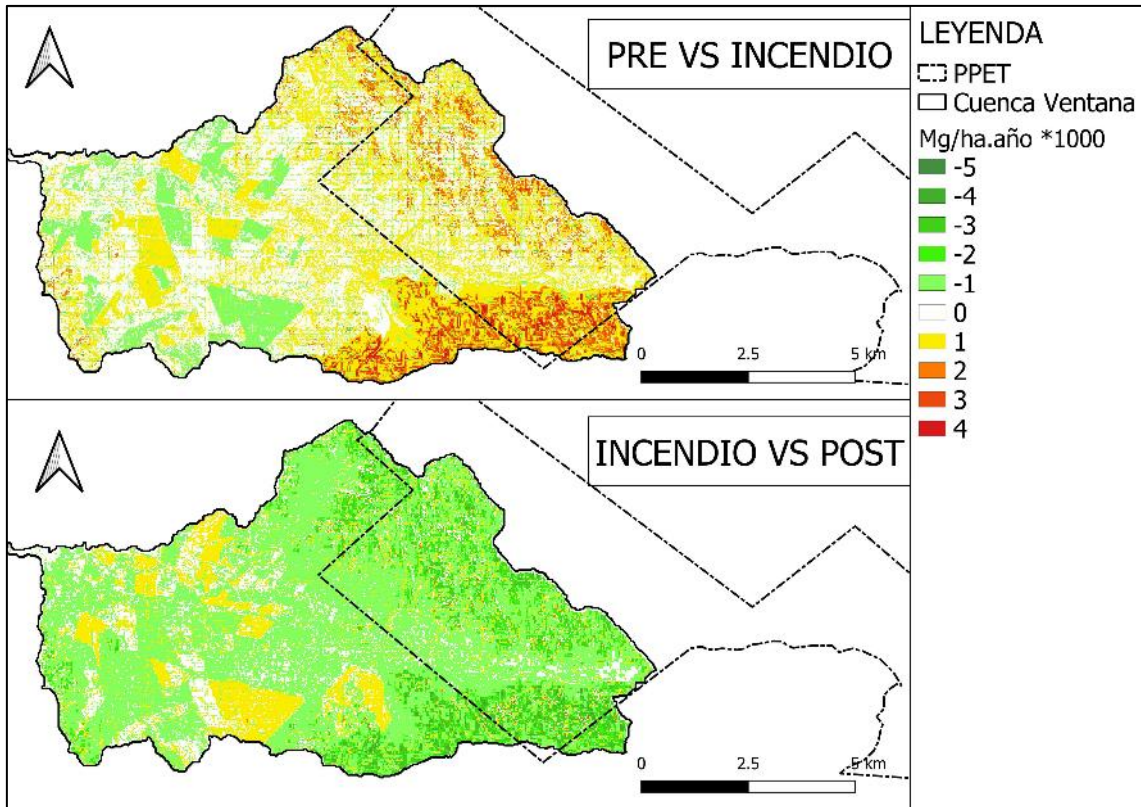 PRE VS INCENDIO
0 2.5 5 km
INCENDIO VS POST
0 2.5 5 km
LEYENDA
PPET
Cuenca Ventana
Mg/ha.año *1000
-5
-4
-3
-2
-1
0
1
2
3
4